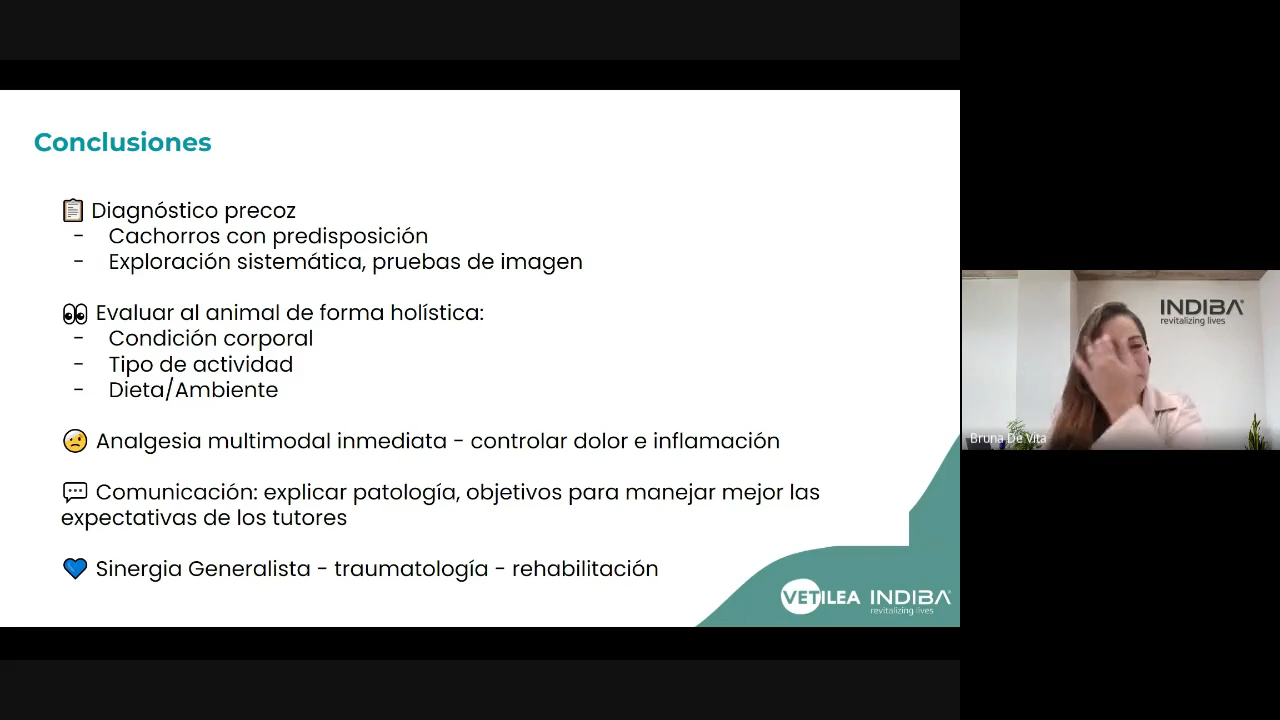 Conclusiones
📋 Diagnóstico precoz
- Cachorros con predisposición
- Exploración sistemática, pruebas de imagen
👀 Evaluar al animal de forma holística:
- Condición corporal
- Tipo de actividad
- Dieta/Ambiente
🤕 Analgesia multimodal inmediata - controlar dolor e inflamación
💬 Comunicación: explicar patología, objetivos para manejar mejor las
expectativas de los tutores
💙 Sinergia Generalista - traumatología - rehabilitación
VETILEA INDIBA
revitalizing lives
INDIBA
revitalizing lives
Bruna De Vita